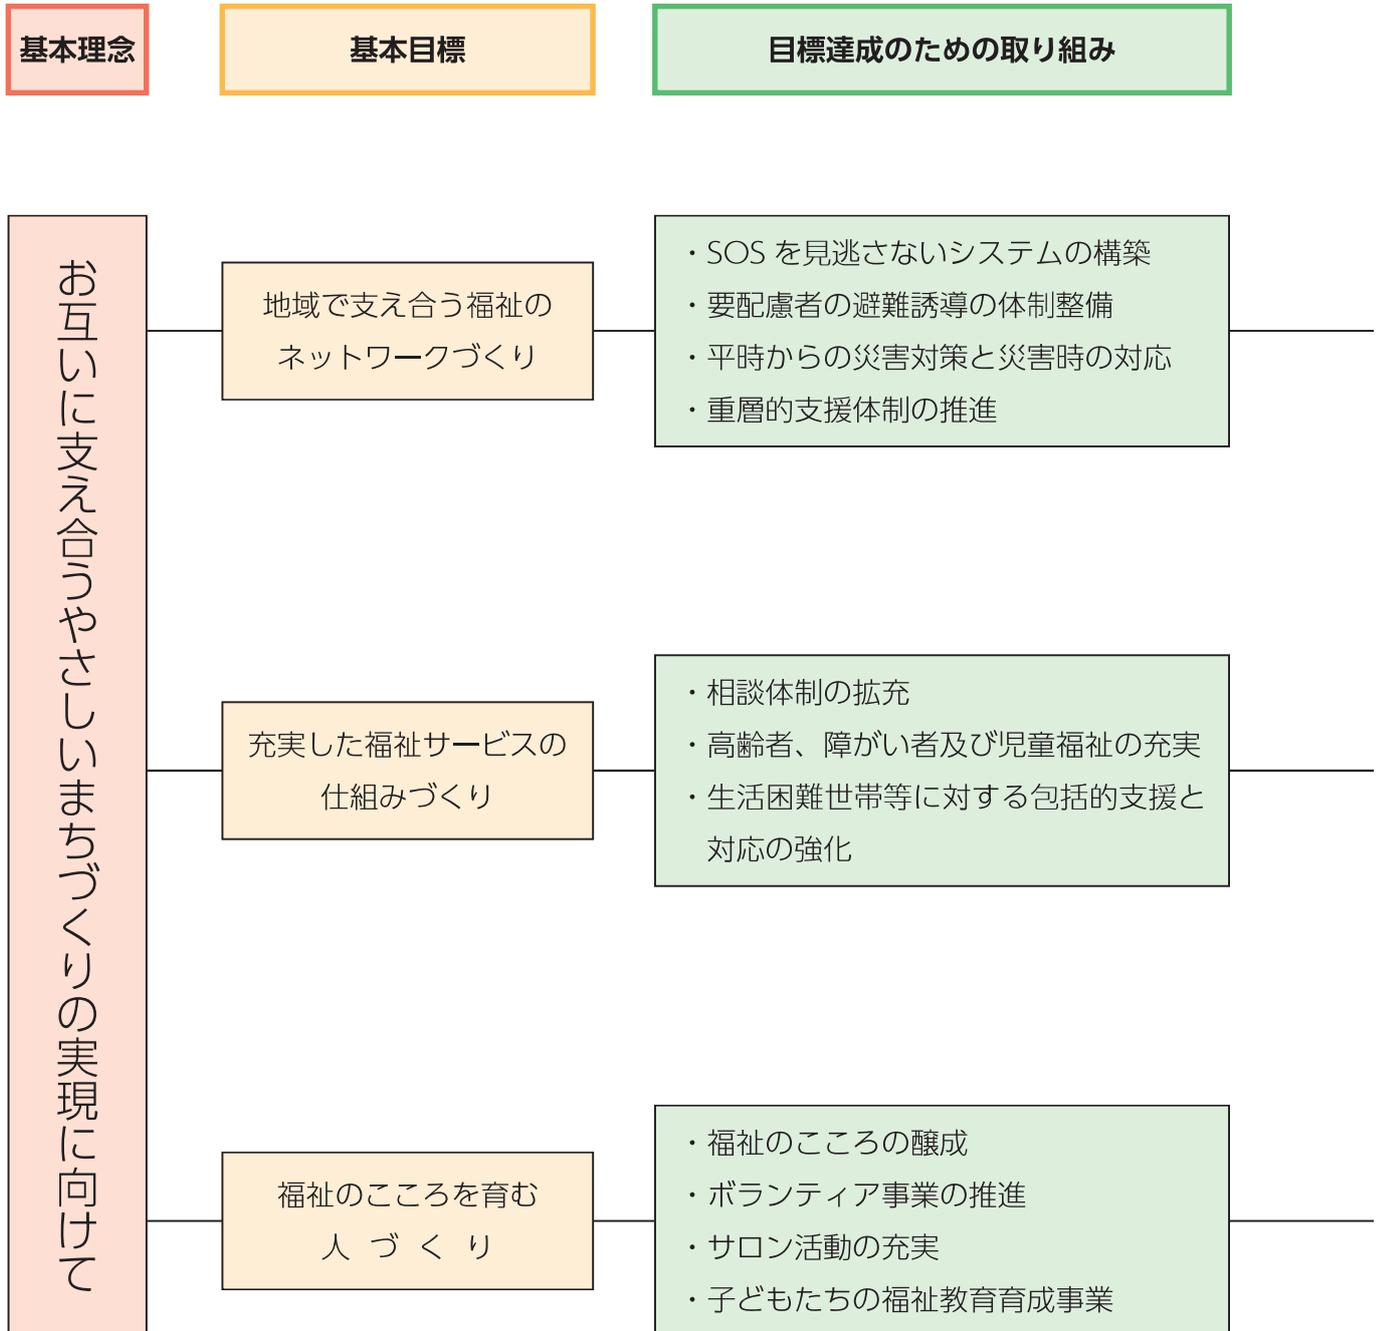 基本理念
基本目標
目標達成のための取り組み
お互いに支え合うやさしいまちづくりの実現に向けて
地域で支え合う福祉の
ネットワークづくり
・SOS を見逃さないシステムの構築
・要配慮者の避難誘導の体制整備
・平時からの災害対策と災害時の対応
・重層的支援体制の推進
充実した福祉サービスの
仕組みづくり
・相談体制の拡充
・高齢者、障がい者及び児童福祉の充実
・生活困難世帯等に対する包括的支援と
対応の強化
福祉のこころを育む
人 づ く り
・福祉のこころの醸成
・ボランティア事業の推進
・サロン活動の充実
・子どもたちの福祉教育育成事業